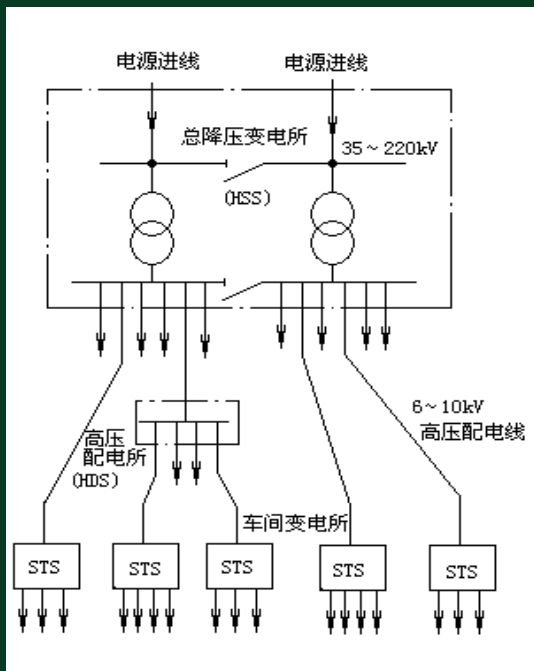 电源进线
电源进线
总降压变电所
35～220kV
(HSS)
6～10kV
高压配电线
高压
配电所
(HDS)
车间变电所
STS
STS
STS
STS
STS